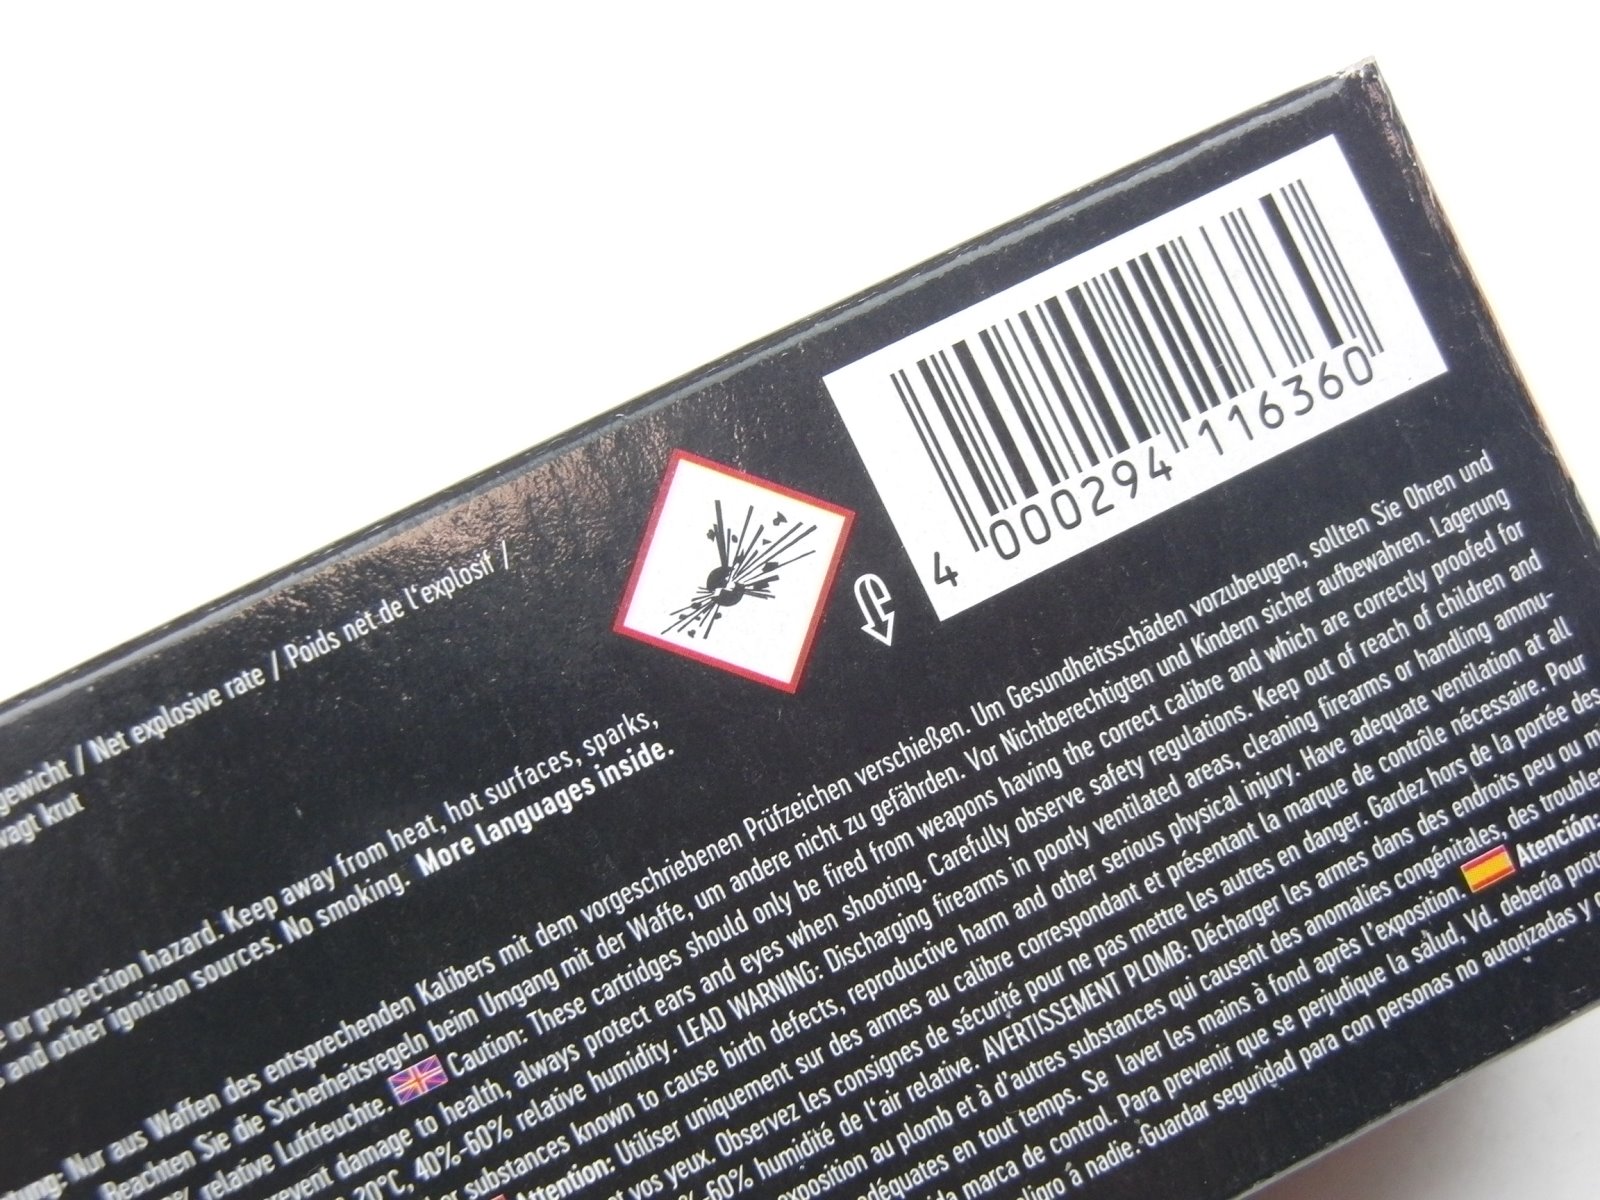 4 000294 116360
gewicht / Net explosive rate / Poids net de l'explosif /
vagt krut
e or projection hazard. Keep away from heat, hot surfaces, sparks,
and other ignition sources. No smoking. More languages inside.
Nur aus Waffen des entsprechenden Kalibers mit dem vorgeschriebenen Prüfzeichen verschießen. Um Gesundheitsschäden vorzubeugen, sollten Sie Ohren und
Beachten Sie die Sicherheitsregeln beim Umgang mit der Waffe, um andere nicht zu gefährden. Vor Nichtberechtigten und Kindern sicher aufbewahren. Lagerung
relative Luftfeuchte. Caution: These cartridges should only be fired from weapons having the correct calibre and which are correctly proofed for
prevent damage to health, always protect ears and eyes when shooting. Carefully observe safety regulations. Keep out of reach of children and
20°C, 40%-60% relative humidity. LEAD WARNING: Discharging firearms in poorly ventilated areas, cleaning firearms or handling ammu-
substances known to cause birth defects, reproductive harm and other serious physical injury. Have adequate ventilation at all
Attention: Utiliser uniquement sur des armes au calibre correspondant et présentant la marque de contrôle nécessaire. Pour
vos yeux. Observez les consignes de sécurité pour ne pas mettre les autres en danger. Gardez hors de la portée des
-60% humidité de l'air relative. AVERTISSEMENT PLOMB: Décharger les armes dans des endroits peu ou m
exposition au plomb et à d'autres substances qui causent des anomalies congénitales, des troubles
adéquates en tout temps. Se laver les mains à fond après l'exposition. Atención:
marca de control. Para prevenir que se perjudique la salud, Vd. debería prot
peligro á nadie. Guardar seguridad para con personas no autorizadas y